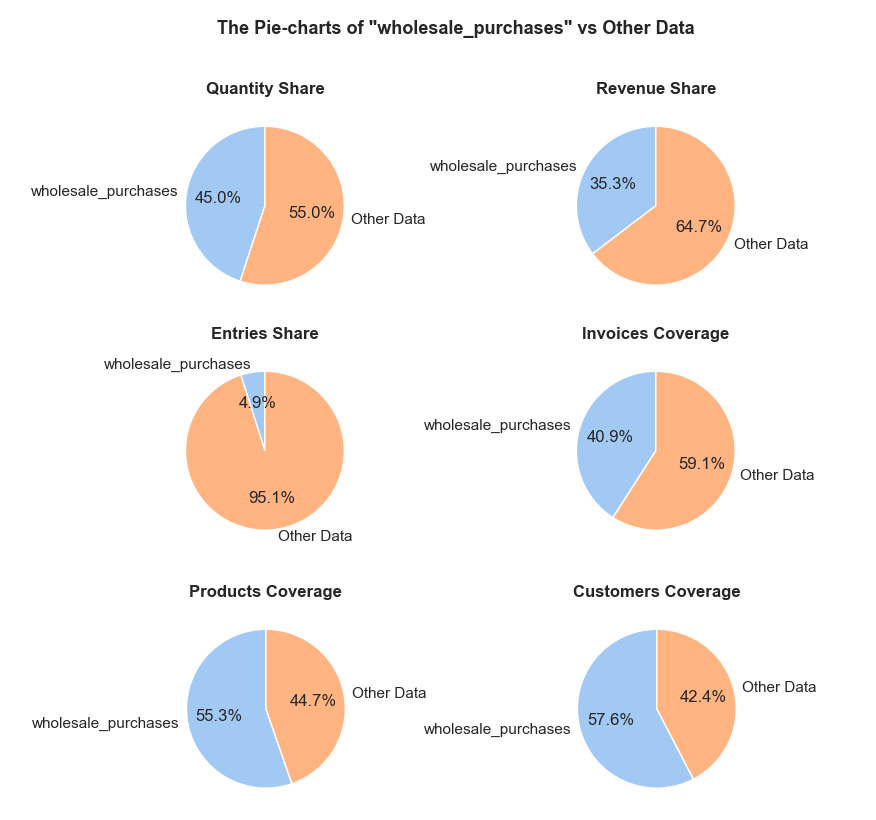 The Pie-charts of "wholesale_purchases" vs Other Data
Quantity Share
wholesale_purchases
45.0%
55.0%
Other Data
Revenue Share
wholesale_purchases
35.3%
64.7%
Other Data
Entries Share
wholesale_purchases
4.9%
95.1%
Other Data
Invoices Coverage
wholesale_purchases
40.9%
59.1%
Other Data
Products Coverage
wholesale_purchases
55.3%
44.7%
Other Data
Customers Coverage
wholesale_purchases
57.6%
42.4%
Other Data